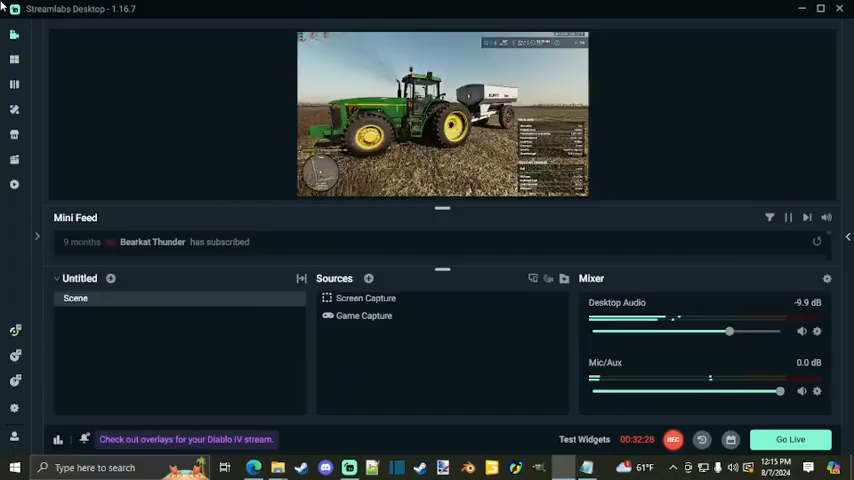 Streamlabs Desktop - 1.16.7
Mini Feed
9 months
Bearkat Thunder has subscribed
Untitled
Sources
Mixer
Scene
Screen Capture
Game Capture
Desktop Audio
-9.9 dB
Mic/Aux
0.0 dB
Check out overlays for your Diablo IV stream.
Test Widgets
00:32:28
REC
Go Live
Type here to search
61°F
12:15 PM
8/7/2024